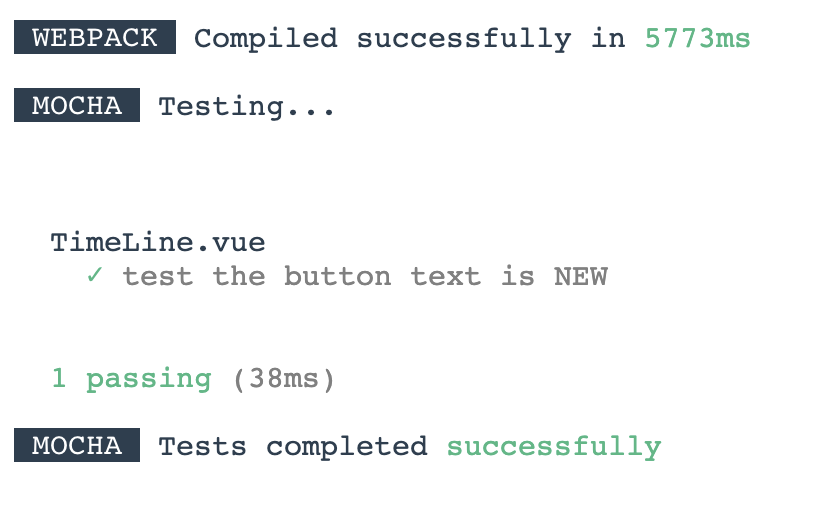 WEBPACK Compiled successfully in 5773ms
MOCHA Testing...
TimeLine.vue
✓ test the button text is NEW
1 passing (38ms)
MOCHA Tests completed successfully